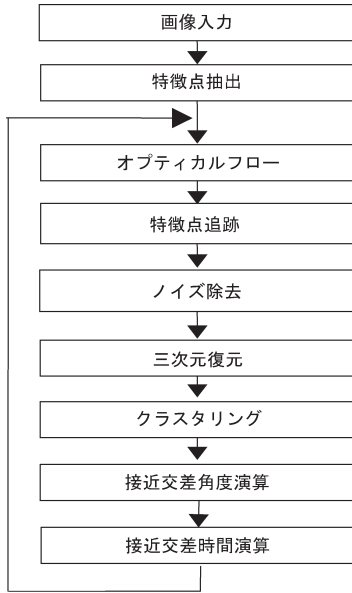 画像入力
特徴点抽出
オプティカルフロー
特徴点追跡
ノイズ除去
三次元復元
クラスタリング
接近交差角度演算
接近交差時間演算